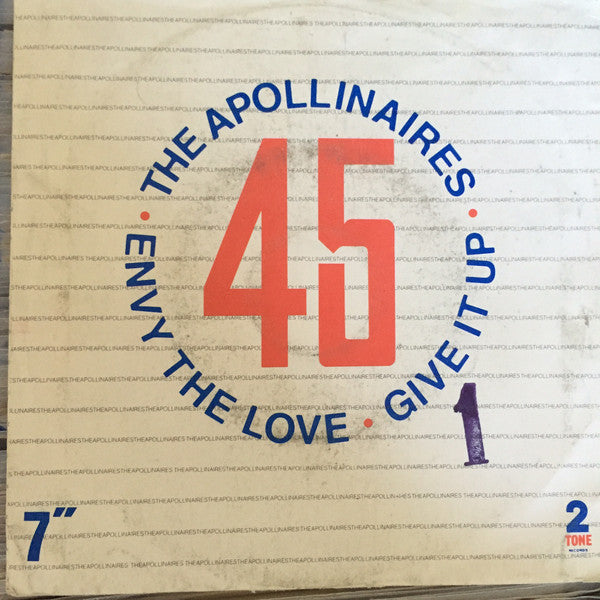 THE APOLLINAIRES
45
ENVY THE LOVE • GIVE IT UP
1
7"
2
TONE
RECORDS